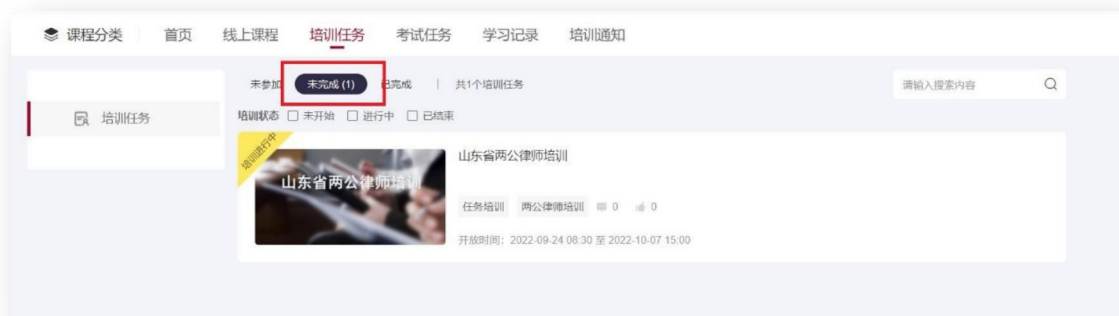 课程分类 首页 线上课程 培训任务 考试任务 学习记录 培训通知
未参加 未完成 (1) 已完成 | 共1个培训任务 请输入搜索内容
培训任务
培训状态 未开始 进行中 已结束
培训进行中
山东省两公律师培训
山东省两公律师培训
任务培训 两公律师培训 0 0
开放时间：2022-09-24 08:30 至 2022-10-07 15:00